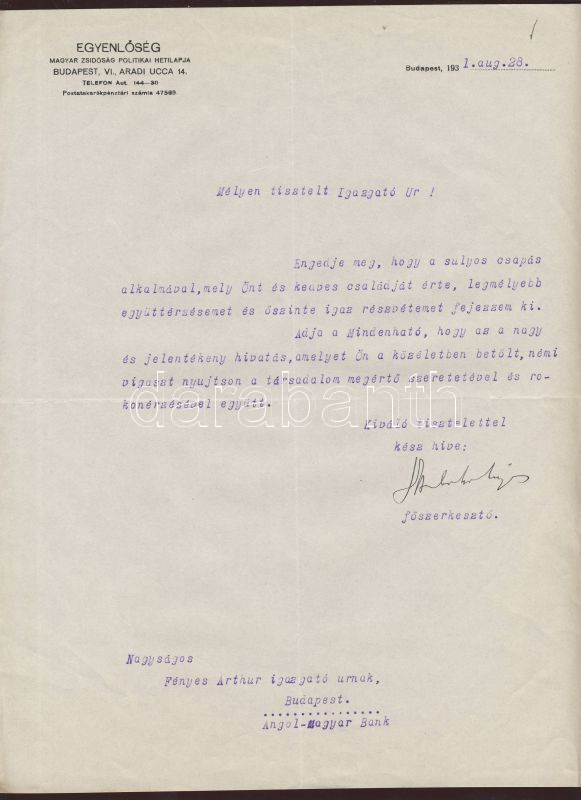 EGYENLŐSÉG
MAGYAR ZSIDÓSÁG POLITIKAI HETILAPJA
BUDAPEST, VI., ARADI UCCA 14.
TELEFON Aut. 144—30
Postatakarékpénztári számla 47569
Budapest, 1931.aug.28.
Mélyen tisztelt Igazgató Ur !
Engedje meg, hogy a sulyos csapás
alkalmával,mely Önt és kedves családját érte, legmélyebb
együttérzésemet és őszinte igaz részvétemet fejezzem ki.
Adja a Mindenható, hogy az a nagy
és jelentékeny hivatás,amelyet Ön a közéletben betölt,némi
vigaszt nyujtson a társadalom megértő szeretetével és ro-
konérzésével együtt.
darabanth
Kiváló tisztelettel
kész hive:
főszerkesztő.
Nagyságos
Fényes Arthur igazgató urnak,
Budapest.
Angol-Magyar Bank